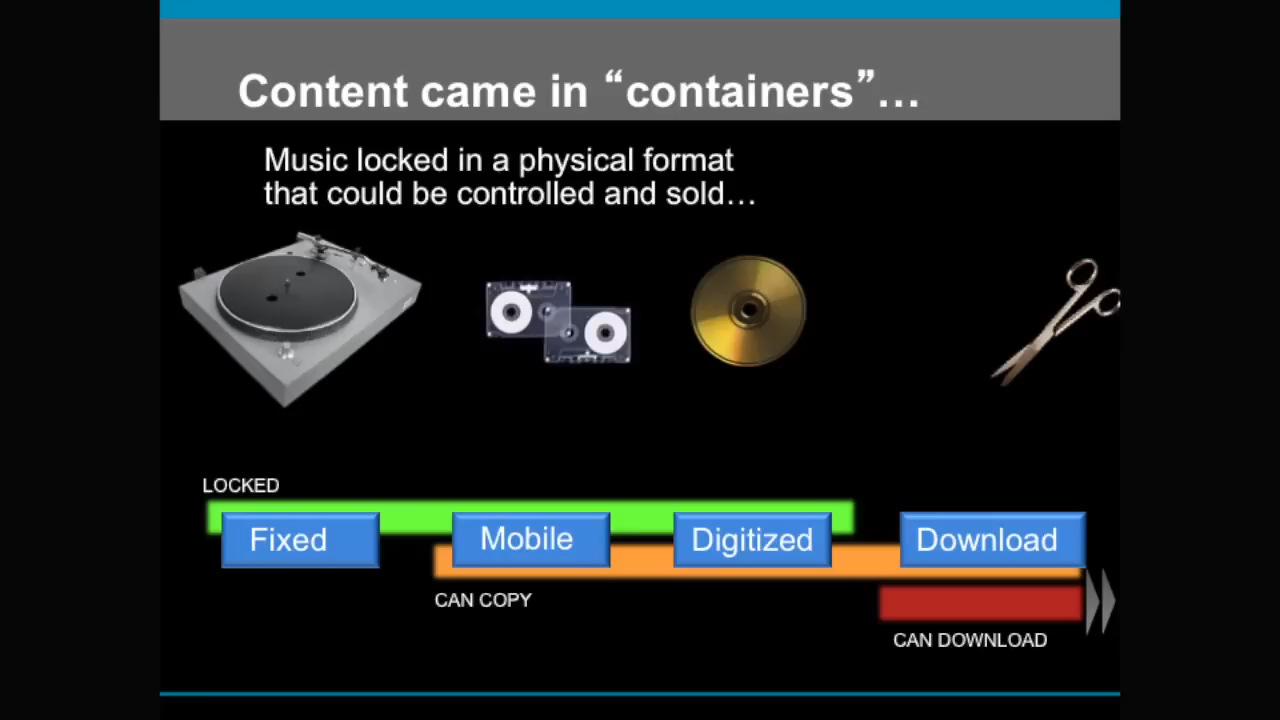 Content came in “containers”…
Music locked in a physical format
that could be controlled and sold…
LOCKED
Fixed
Mobile
Digitized
Download
CAN COPY
CAN DOWNLOAD